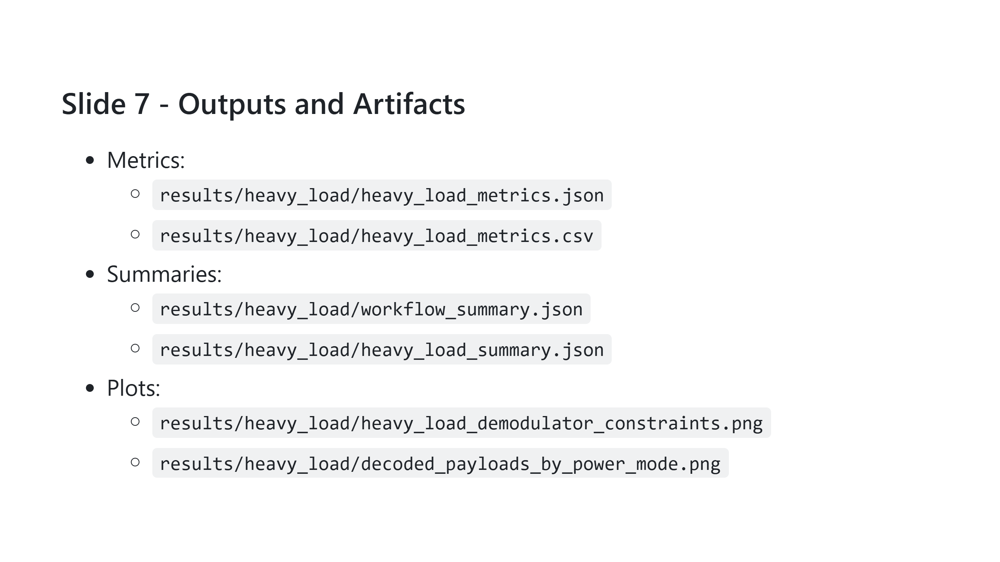 Slide 7 - Outputs and Artifacts
Metrics:
results/heavy_load/heavy_load_metrics.json
results/heavy_load/heavy_load_metrics.csv
Summaries:
results/heavy_load/workflow_summary.json
results/heavy_load/heavy_load_summary.json
Plots:
results/heavy_load/heavy_load_demodulator_constraints.png
results/heavy_load/decoded_payloads_by_power_mode.png